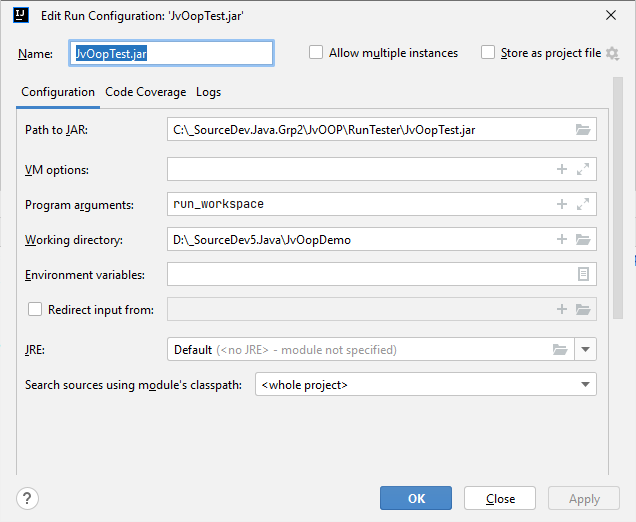 IJ Edit Run Configuration: 'JvOopTest.jar'
Name: JvOopTest.jar Allow multiple instances Store as project file
Configuration Code Coverage Logs
Path to JAR: C:\_SourceDev.Java.Grp2\JvOOP\RunTester\JvOopTest.jar
VM options:
Program arguments: run_workspace
Working directory: D:\_SourceDev5.Java\JvOopDemo
Environment variables:
Redirect input from:
JRE: Default (<no JRE> - module not specified)
Search sources using module's classpath: <whole project>
? OK Close Apply